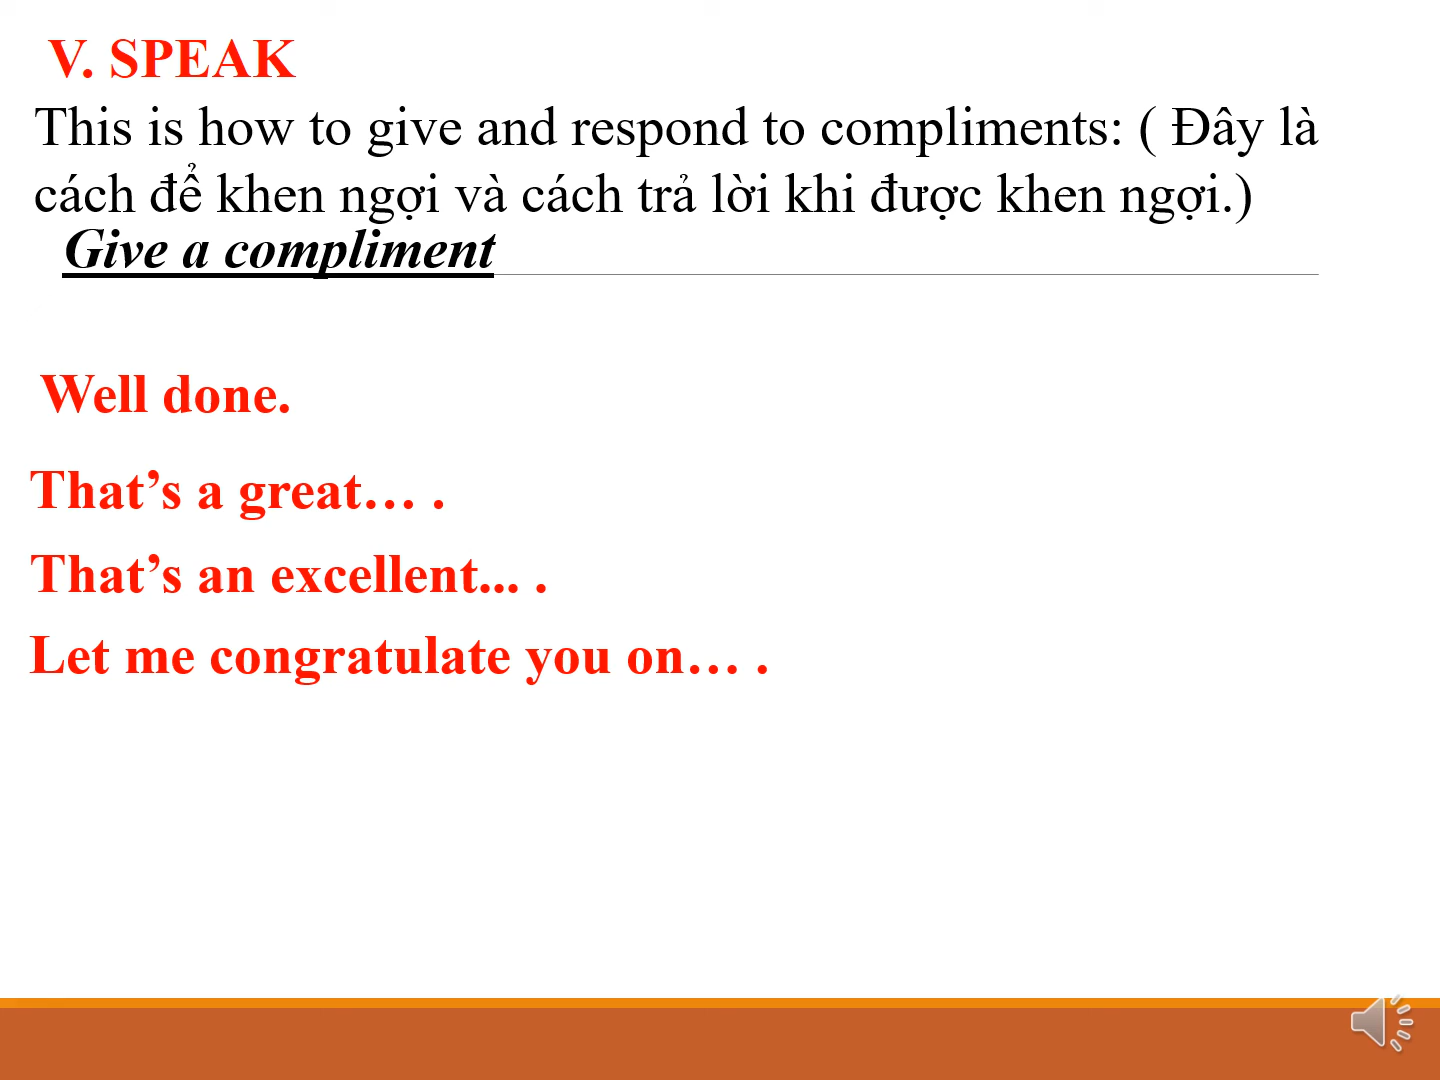 V. SPEAK
This is how to give and respond to compliments: ( Đây là
cách để khen ngợi và cách trả lời khi được khen ngợi.)
Give a compliment
Well done.
That’s a great… .
That’s an excellent... .
Let me congratulate you on… .